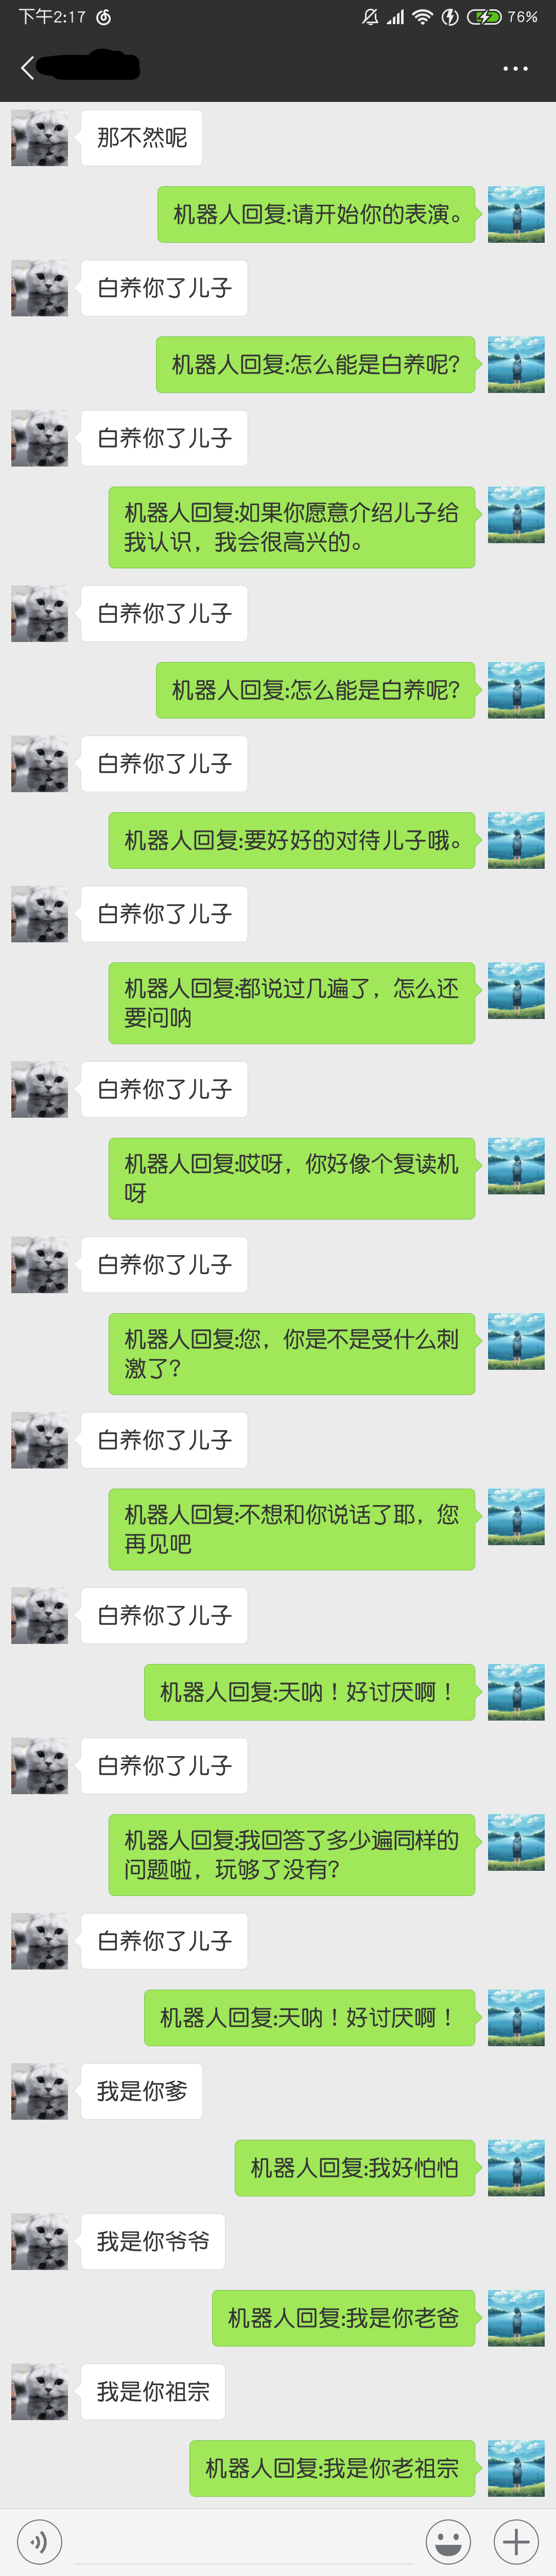 下午2:17
76%
那不然呢
机器人回复:请开始你的表演。
白养你了儿子
机器人回复:怎么能是白养呢?
白养你了儿子
机器人回复:如果你愿意介绍儿子给
我认识，我会很高兴的。
白养你了儿子
机器人回复:怎么能是白养呢?
白养你了儿子
机器人回复:要好好的对待儿子哦。
白养你了儿子
机器人回复:都说过几遍了，怎么还
要问呐
白养你了儿子
机器人回复:哎呀，你好像个复读机
呀
白养你了儿子
机器人回复:您，你是不是受什么刺
激了?
白养你了儿子
机器人回复:不想和你说话了耶，您
再见吧
白养你了儿子
机器人回复:天呐！好讨厌啊！
白养你了儿子
机器人回复:我回答了多少遍同样的
问题啦，玩够了没有?
白养你了儿子
机器人回复:天呐！好讨厌啊！
我是你爹
机器人回复:我好怕怕
我是你爷爷
机器人回复:我是你老爸
我是你祖宗
机器人回复:我是你老祖宗